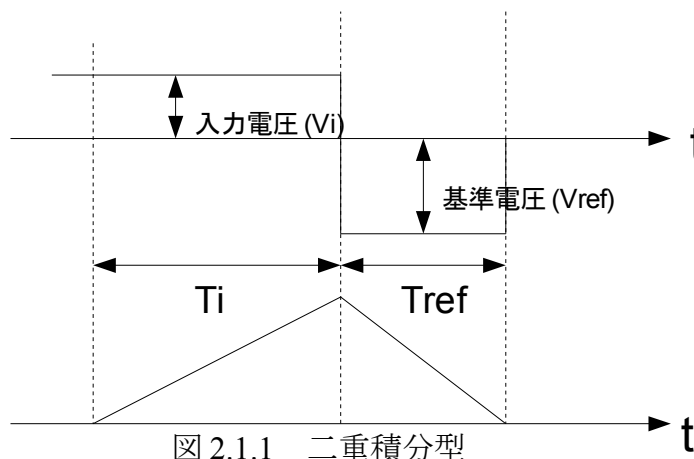 入力電圧 (Vi)
t
基準電圧 (Vref)
Ti
Tref
t
図 2.1.1 二重積分型